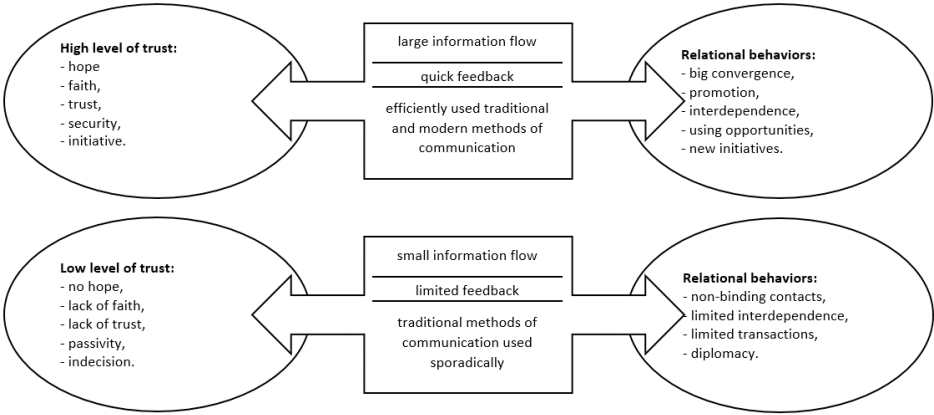 High level of trust:
- hope
- faith,
- trust,
- security,
- initiative.
large information flow
quick feedback
efficiently used traditional
and modern methods of
communication
Relational behaviors:
- big convergence,
- promotion,
- interdependence,
- using opportunities,
- new initiatives.
Low level of trust:
- no hope,
- lack of faith,
- lack of trust,
- passivity,
- indecision.
small information flow
limited feedback
traditional methods of
communication used
sporadically
Relational behaviors:
- non-binding contacts,
- limited interdependence,
- limited transactions,
- diplomacy.